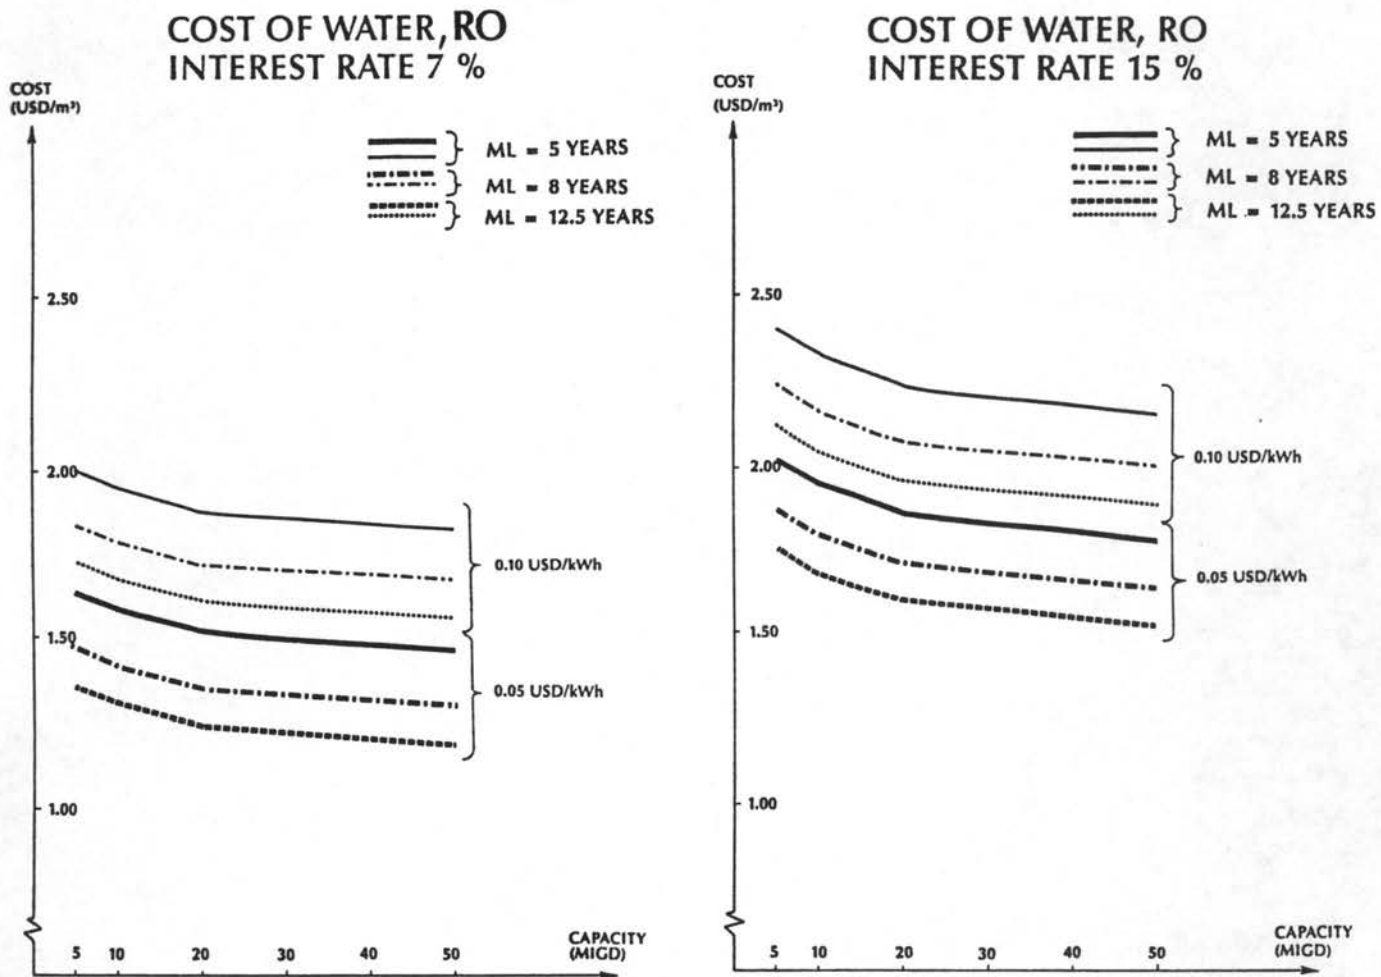 COST OF WATER, RO
INTEREST RATE 7 %
COST
(USD/m³)
ML = 5 YEARS
ML = 8 YEARS
ML = 12.5 YEARS
2.50
2.00
1.50
1.00
0.10 USD/kWh
0.05 USD/kWh
5 10 20 30 40 50
CAPACITY
(MIGD)
COST OF WATER, RO
INTEREST RATE 15 %
COST
(USD/m³)
ML = 5 YEARS
ML = 8 YEARS
ML = 12.5 YEARS
2.50
2.00
1.50
1.00
0.10 USD/kWh
0.05 USD/kWh
5 10 20 30 40 50
CAPACITY
(MIGD)